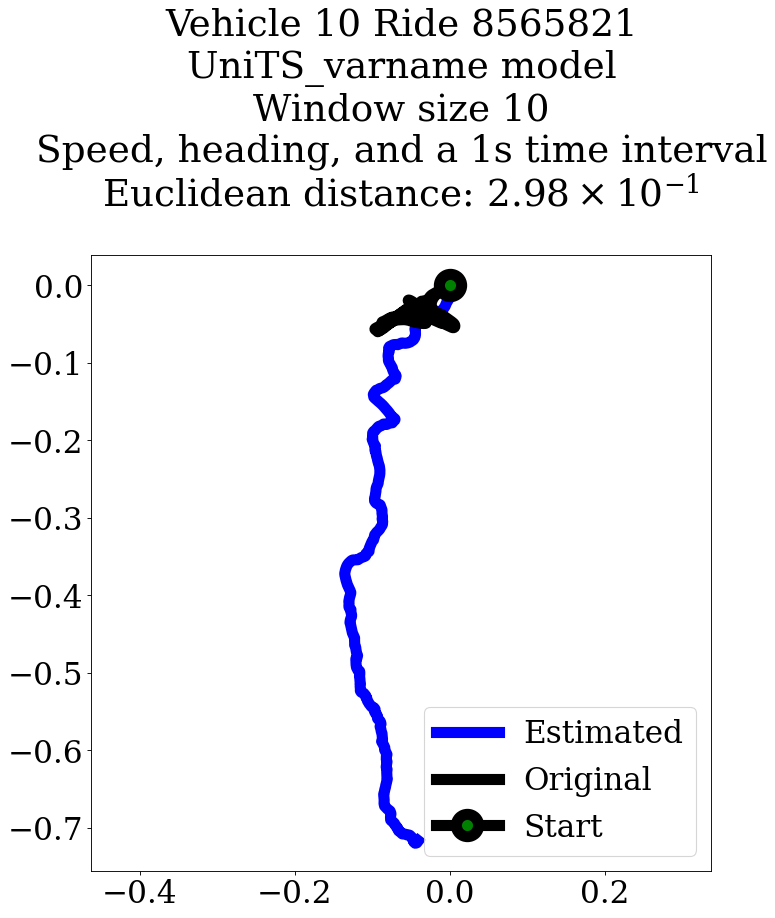 Vehicle 10 Ride 8565821
UniTS_varname model
Window size 10
Speed, heading, and a 1s time interval
Euclidean distance: 2.98 × 10⁻¹
0.0
−0.1
−0.2
−0.3
−0.4
−0.5
−0.6
−0.7
Estimated
Original
Start
−0.4
−0.2
0.0
0.2